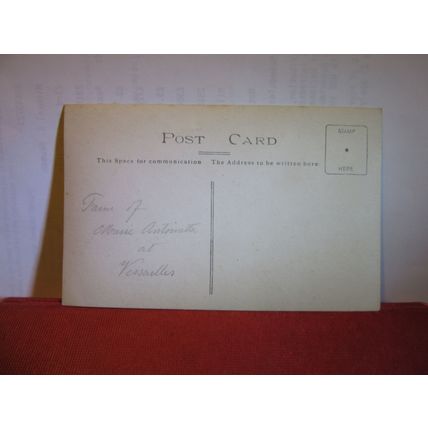 POST CARD
This Space for communication The Address to be written here
STAMP
HERE
Farm of
Marie Antoinette
at
Versailles